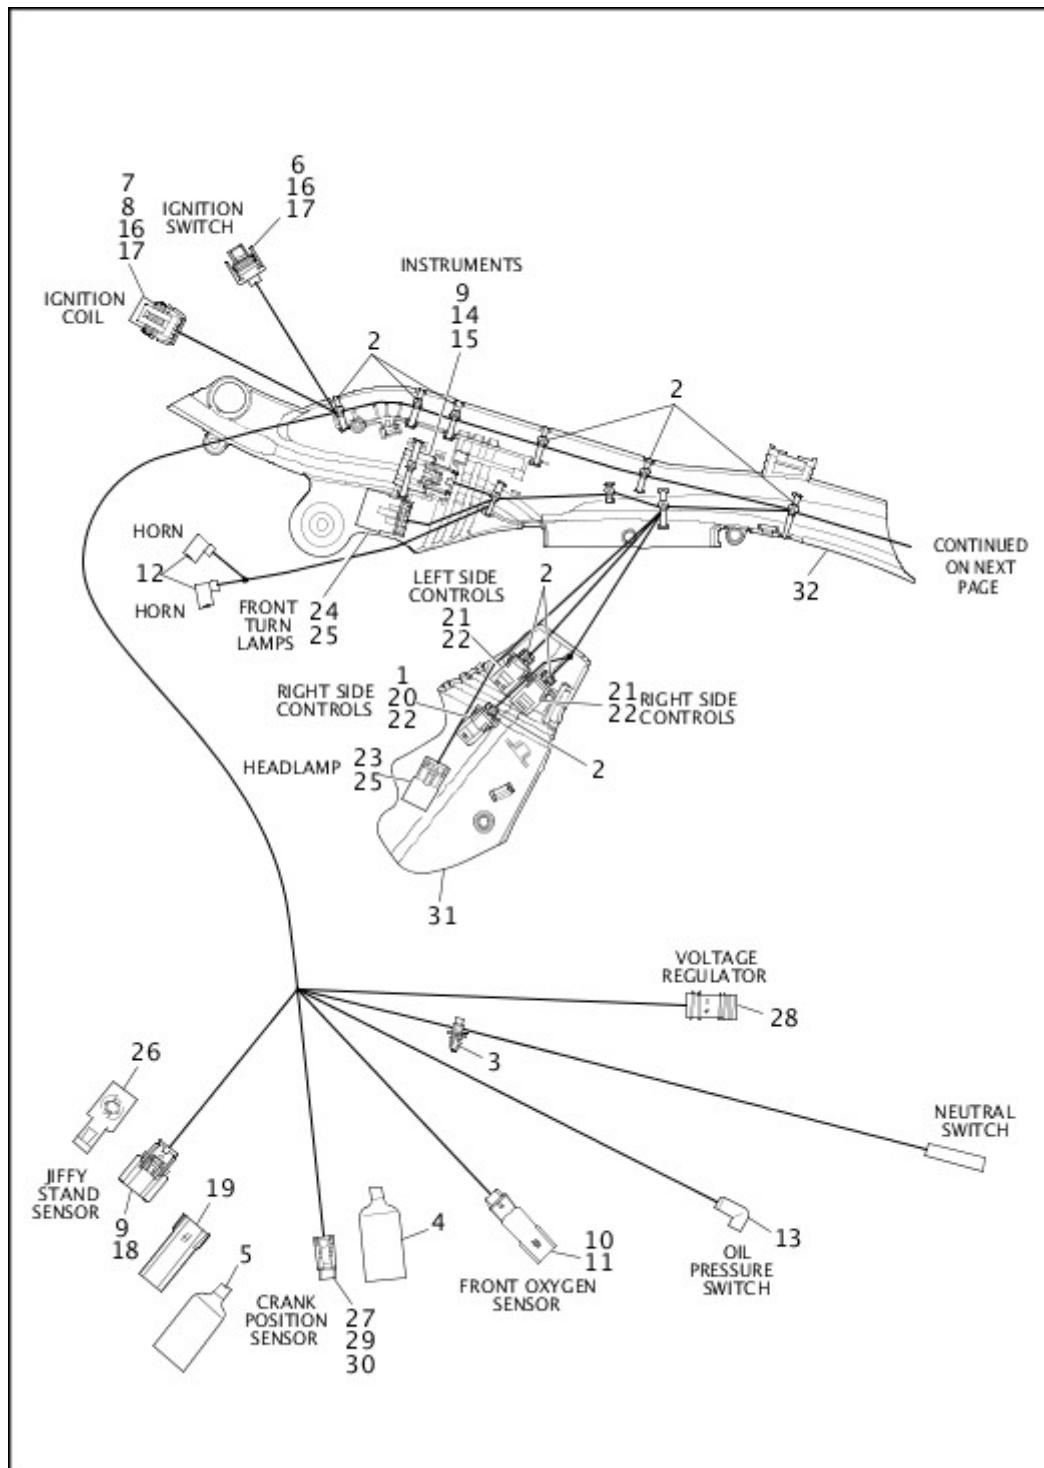 7
8
16
17
IGNITION
SWITCH
6
16
17
IGNITION
COIL
INSTRUMENTS
9
14
15
2
2
HORN
12
HORN
FRONT
TURN
LAMPS
24
25
LEFT SIDE
CONTROLS
21
22
2
32
CONTINUED
ON NEXT
PAGE
RIGHT SIDE
CONTROLS
1
20
22
21
22
RIGHT SIDE
CONTROLS
HEADLAMP
23
25
2
31
VOLTAGE
REGULATOR
28
3
26
NEUTRAL
SWITCH
JIFFY
STAND
SENSOR
9
18
19
5
4
CRANK
POSITION
SENSOR
27
29
30
10
11
FRONT OXYGEN
SENSOR
13
OIL
PRESSURE
SWITCH